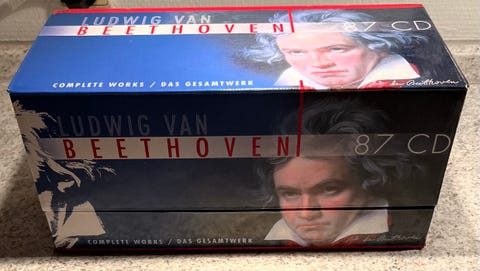 LUDWIG VAN
BEETHOVEN
87 CD
COMPLETE WORKS / DAS GESAMTWERK
LUDWIG VAN
BEETHOVEN
87 CD
COMPLETE WORKS / DAS GESAMTWERK